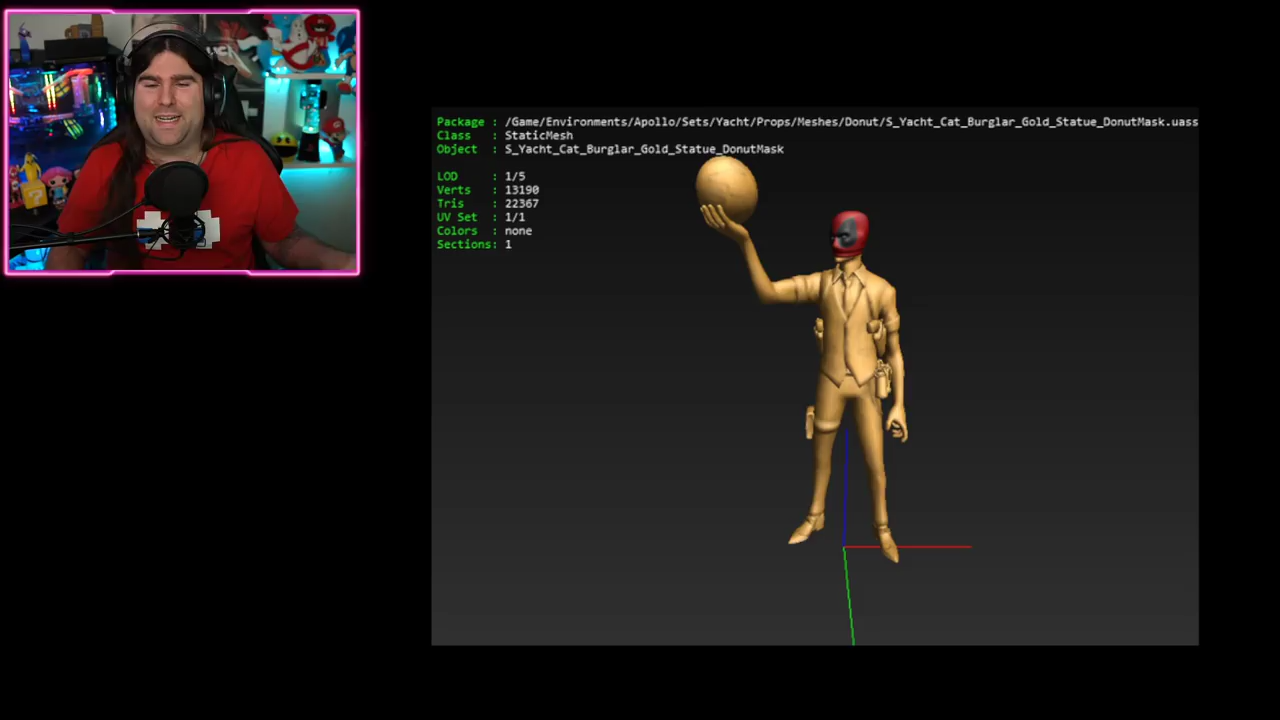 Package : /Game/Environments/Apollo/Sets/Yacht/Props/Meshes/Donut/S_Yacht_Cat_Burglar_Gold_Statue_DonutMask.uass
Class : StaticMesh
Object : S_Yacht_Cat_Burglar_Gold_Statue_DonutMask
LOD : 1/5
Verts : 13190
Tris : 22367
UV Set : 1/1
Colors : none
Sections: 1